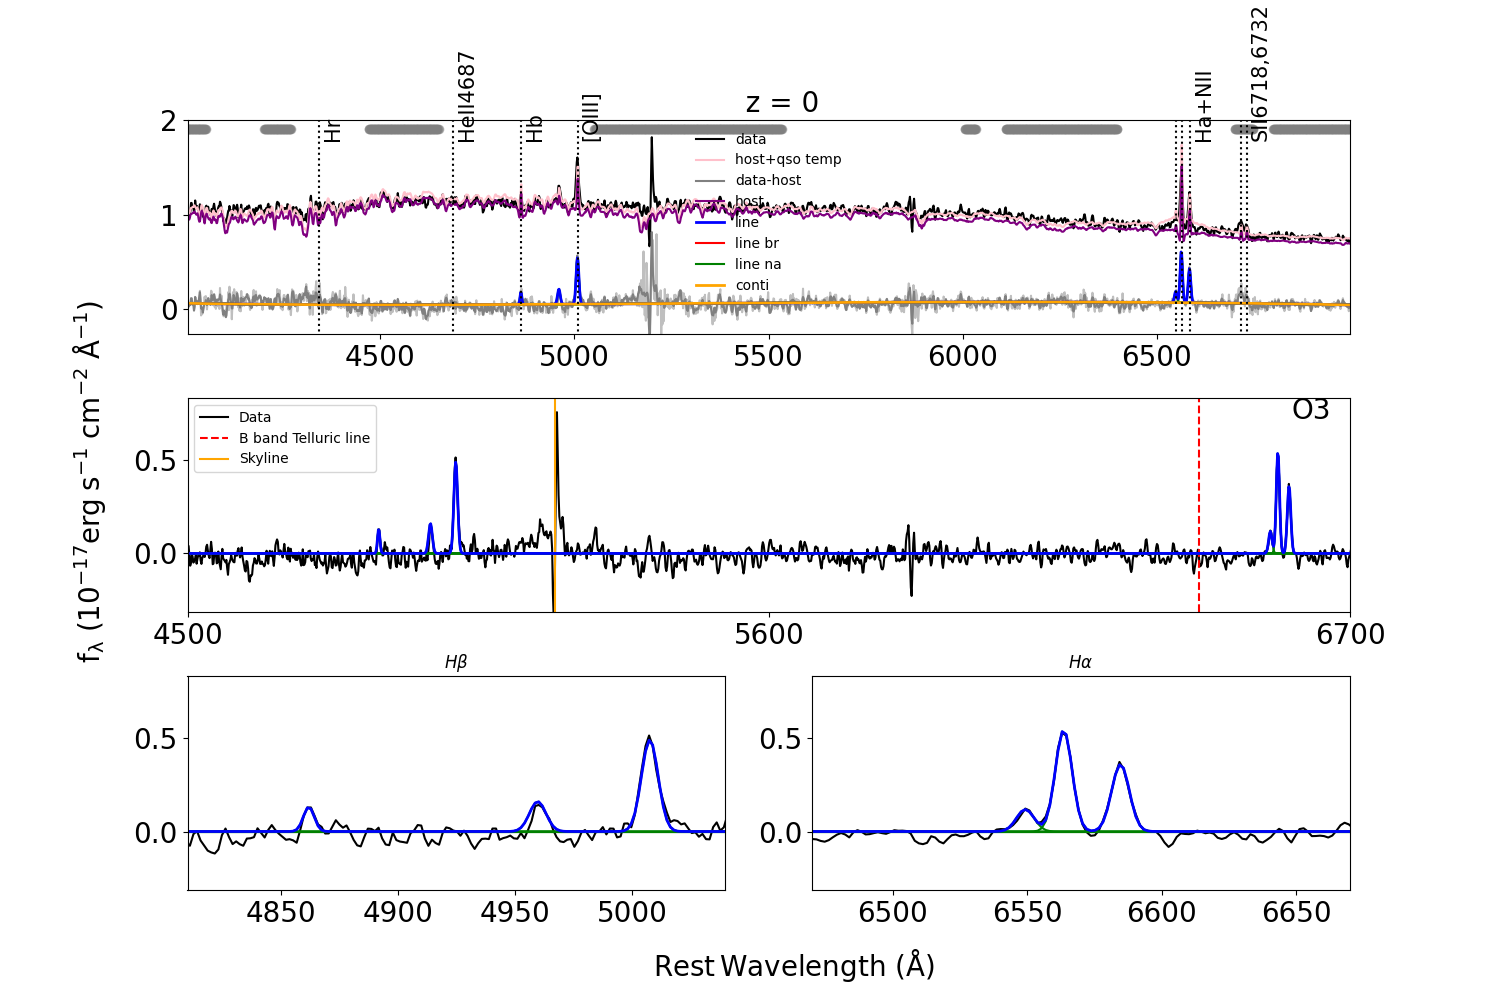 z = 0
Hr
HeII4687
Hb
[OIII]
Ha+NII
SII6718,6732
2
1
0
data
host+qso temp
data-host
host
line
line br
line na
conti
4500 5000 5500 6000 6500
f_λ (10^−17 erg s^−1 cm^−2 Å^−1)
O3
Data
B band Telluric line
Skyline
0.5
0.0
4500 5600 6700
Hβ
0.5
0.0
4850 4900 4950 5000
Hα
0.5
0.0
6500 6550 6600 6650
Rest Wavelength (Å)